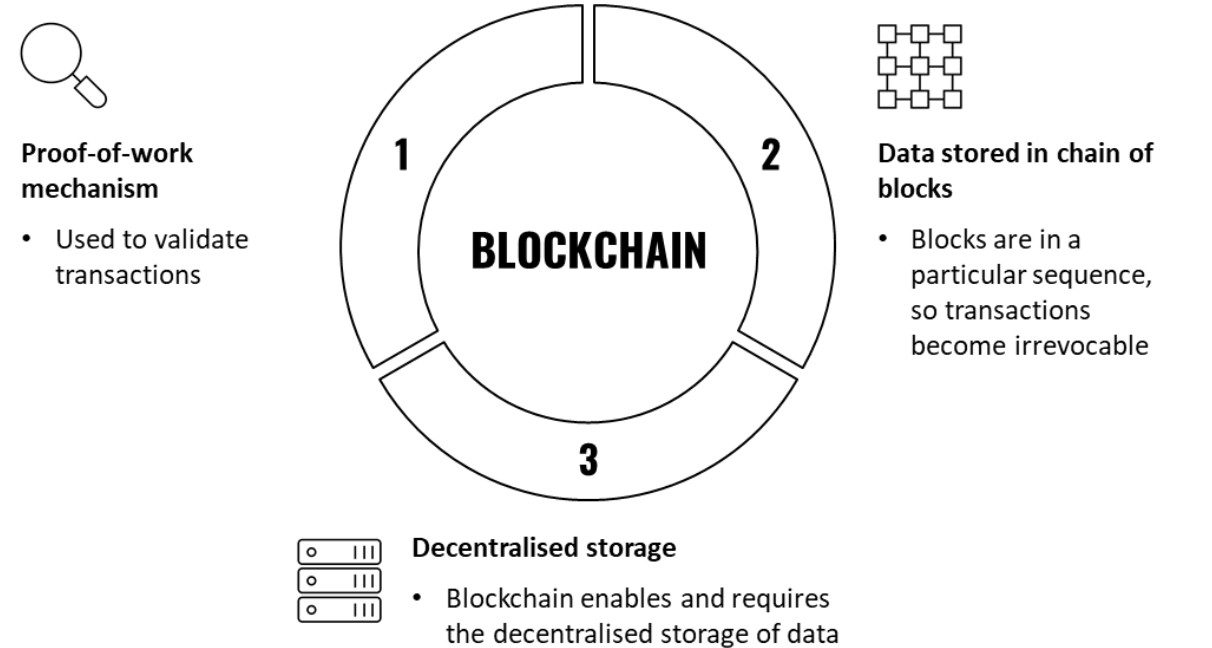 1
Proof-of-work
mechanism
• Used to validate
transactions
2
Data stored in chain of
blocks
• Blocks are in a
particular sequence,
so transactions
become irrevocable
BLOCKCHAIN
3
Decentralised storage
• Blockchain enables and requires
the decentralised storage of data